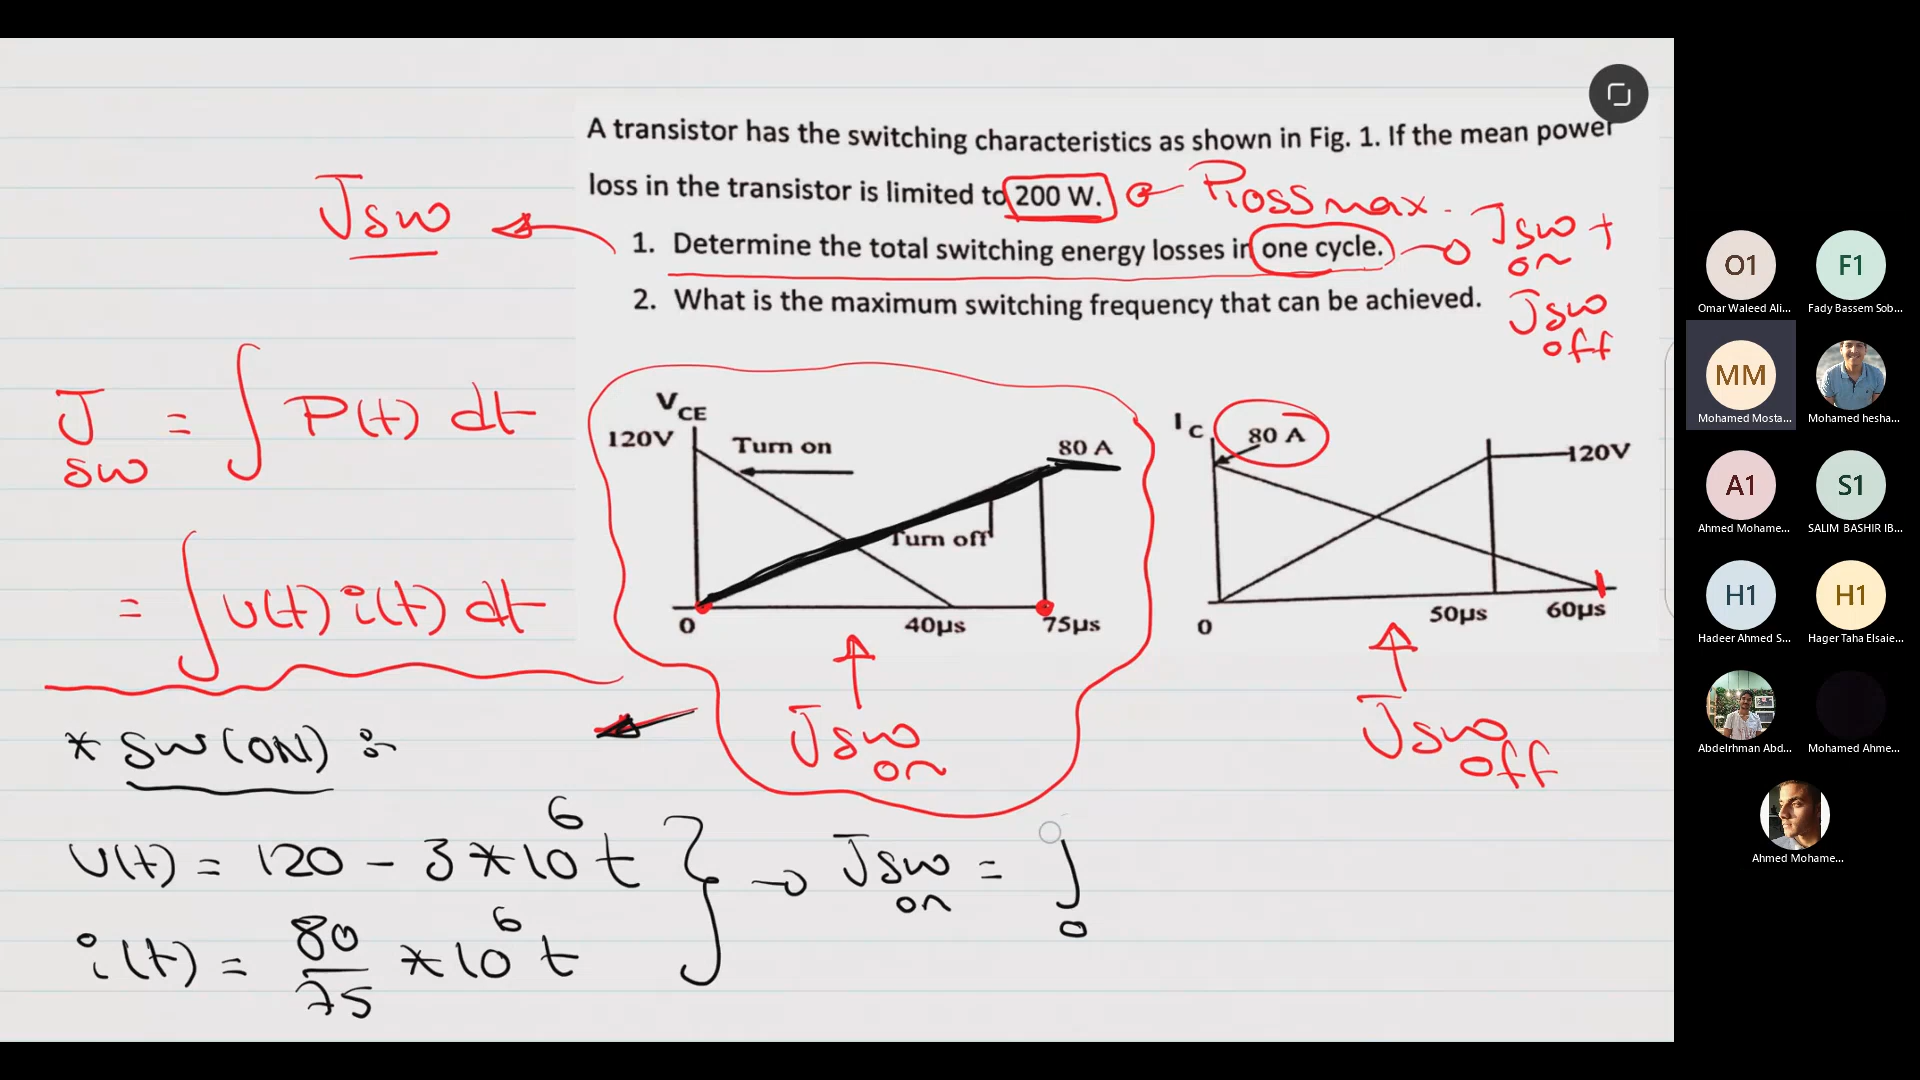 A transistor has the switching characteristics as shown in Fig. 1. If the mean power
loss in the transistor is limited to 200 W.
Ploss max.
1. Determine the total switching energy losses in one cycle.
2. What is the maximum switching frequency that can be achieved.
Jsw
Jsw +
on
Jsw
off
J = ∫ P(t) dt
sw
= ∫ v(t) i(t) dt
VCE
120V
Turn on
80 A
Turn off
0
40μs
75μs
IC
80 A
120V
0
50μs
60μs
Jsw
on
Jsw
off
* SW(ON) :-
v(t) = 120 - 3*10^6 t
i(t) = 80/75 *10^6 t
Jsw = ∫
on
0
O1
Omar Waleed Ali...
F1
Fady Bassem Sob...
MM
Mohamed Mosta...
Mohamed hesha...
A1
Ahmed Mohame...
S1
SALIM BASHIR IB...
H1
Hadeer Ahmed S...
H1
Hager Taha Elsaie...
Abdelrhman Abd...
Mohamed Ahme...
Ahmed Mohame...